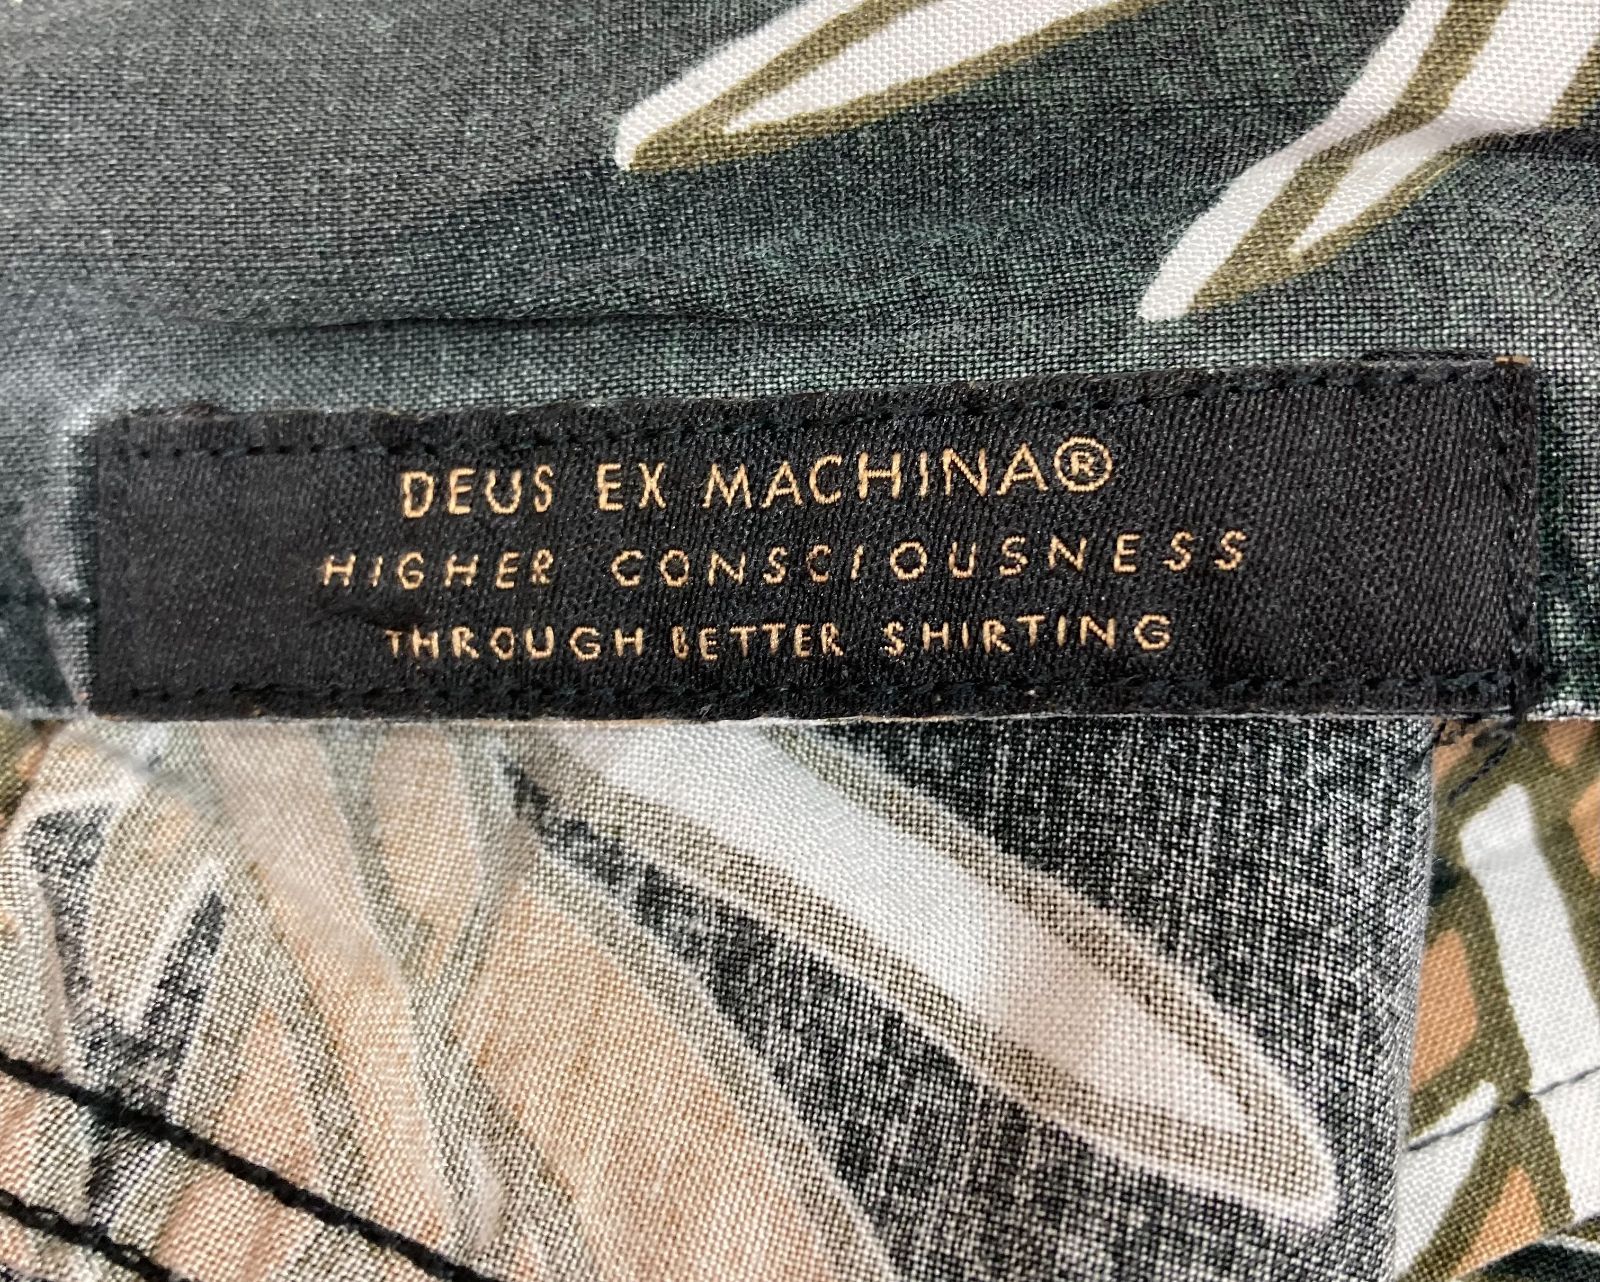 DEUS EX MACHINA®
HIGHER CONSCIOUSNESS
THROUGH BETTER SHIRTING